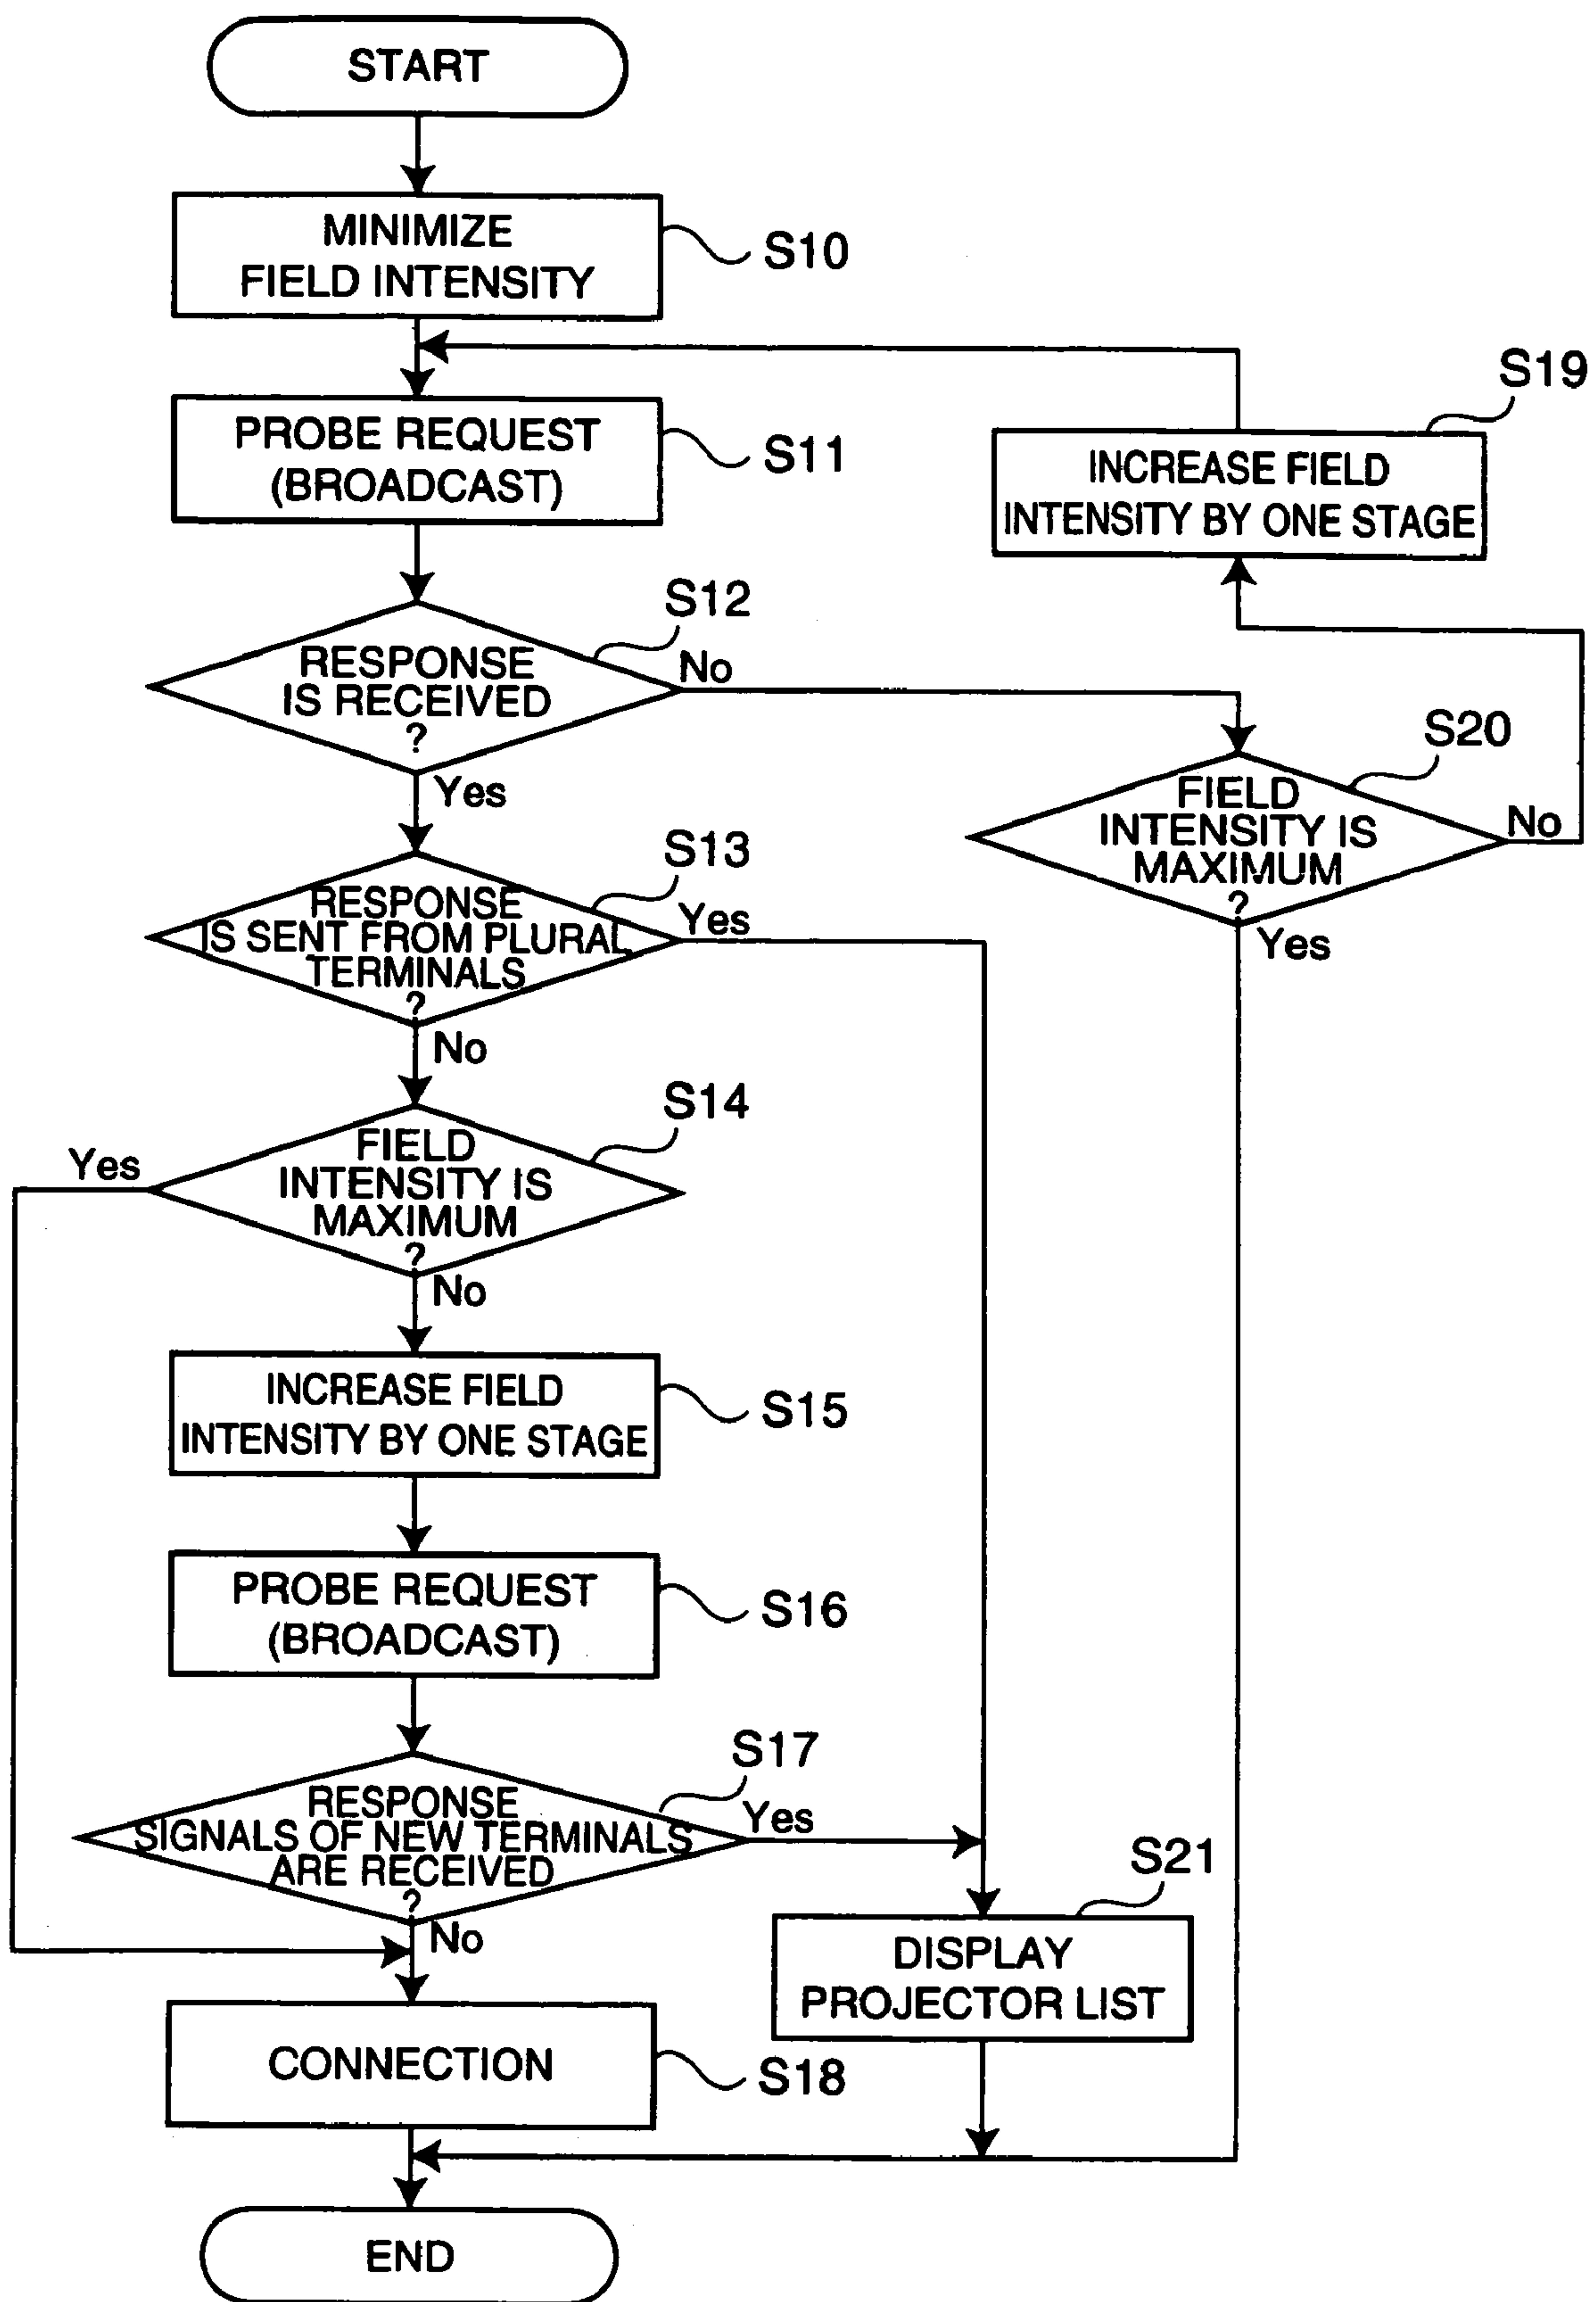 START
MINIMIZE
FIELD INTENSITY
S10
S19
PROBE REQUEST
(BROADCAST)
S11
INCREASE FIELD
INTENSITY BY ONE STAGE
S12
RESPONSE
IS RECEIVED
?
No
Yes
S20
FIELD
INTENSITY IS
MAXIMUM
?
No
Yes
S13
RESPONSE
IS SENT FROM PLURAL
TERMINALS
?
Yes
No
S14
FIELD
INTENSITY IS
MAXIMUM
?
Yes
No
INCREASE FIELD
INTENSITY BY ONE STAGE
S15
PROBE REQUEST
(BROADCAST)
S16
S17
RESPONSE
SIGNALS OF NEW TERMINALS
ARE RECEIVED
?
Yes
No
S21
DISPLAY
PROJECTOR LIST
CONNECTION
S18
END